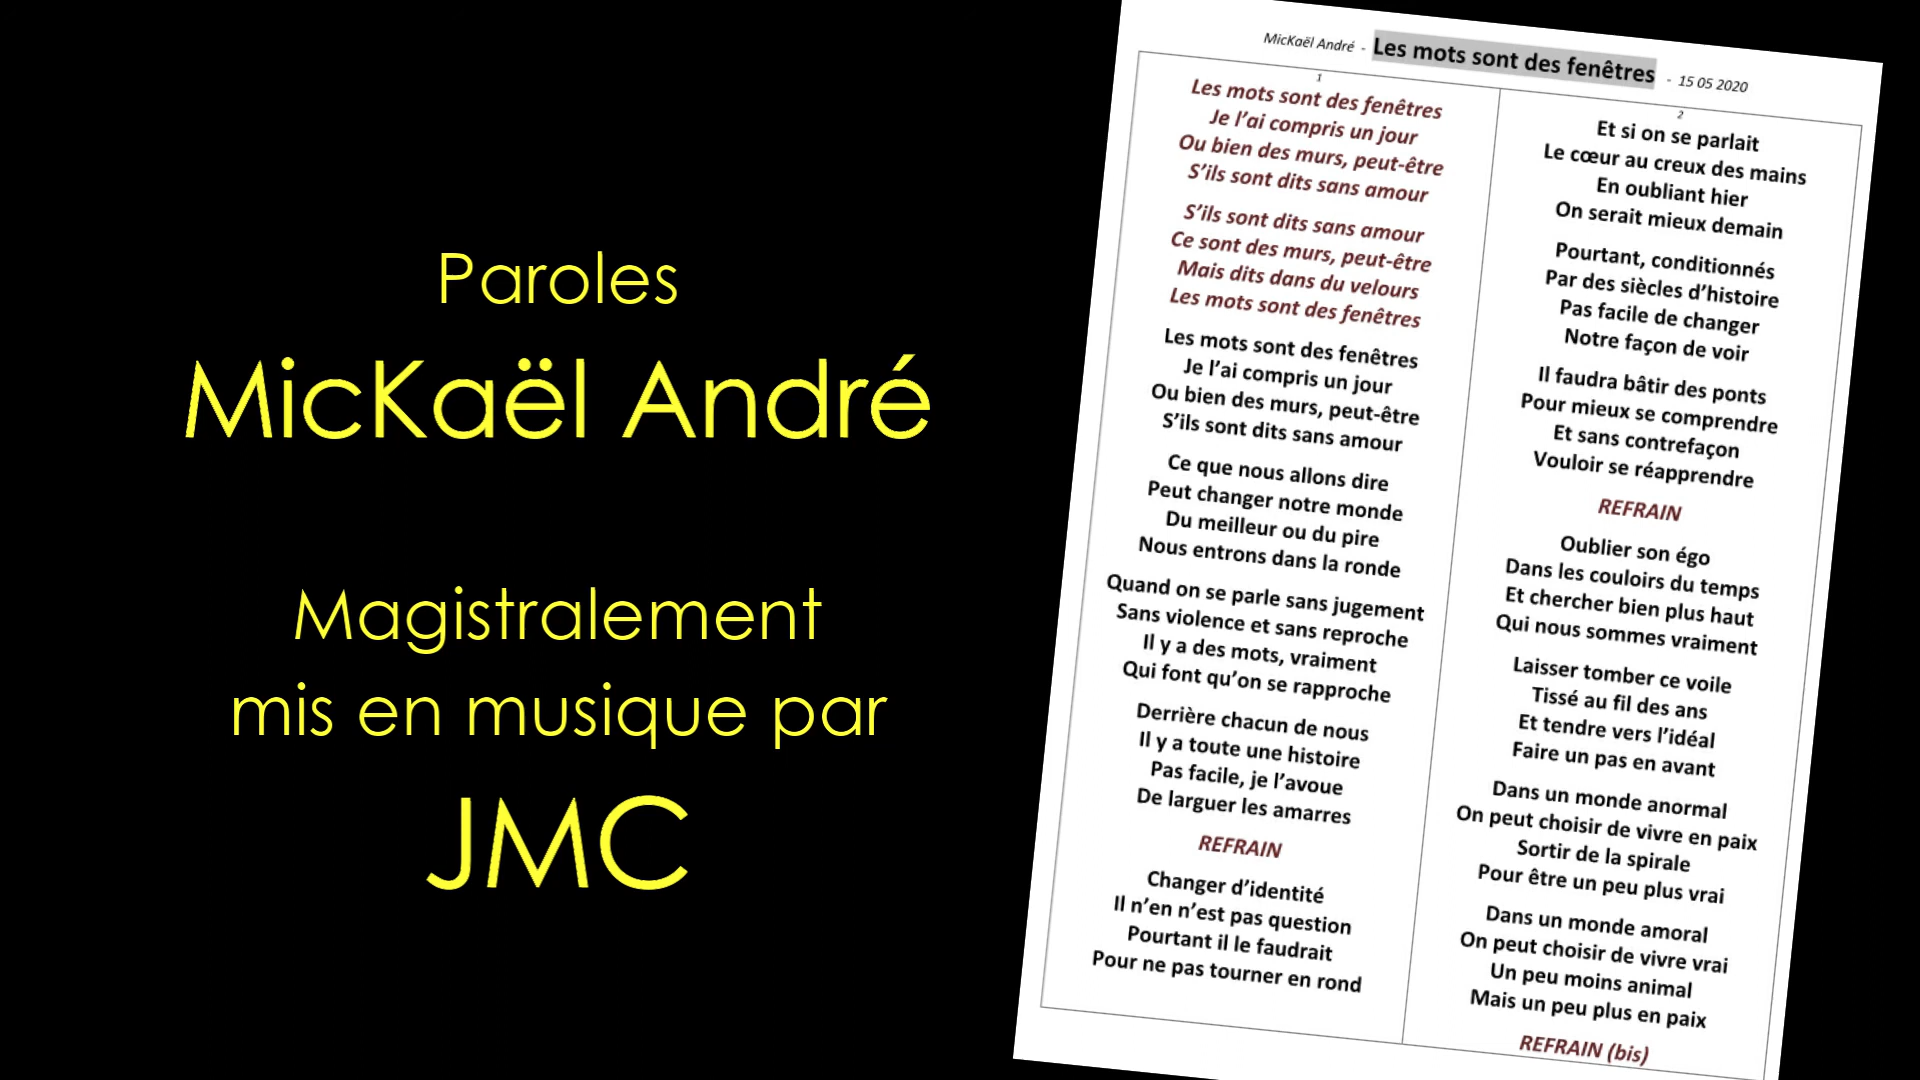 Paroles
MicKaël André
Magistralement
mis en musique par
JMC
MicKaël André - Les mots sont des fenêtres - 15 05 2020
1
Les mots sont des fenêtres
Je l’ai compris un jour
Ou bien des murs, peut-être
S’ils sont dits sans amour
S’ils sont dits sans amour
Ce sont des murs, peut-être
Mais dits dans du velours
Les mots sont des fenêtres
Les mots sont des fenêtres
Je l’ai compris un jour
Ou bien des murs, peut-être
S’ils sont dits sans amour
Ce que nous allons dire
Peut changer notre monde
Du meilleur ou du pire
Nous entrons dans la ronde
Quand on se parle sans jugement
Sans violence et sans reproche
Il y a des mots, vraiment
Qui font qu’on se rapproche
Derrière chacun de nous
Il y a toute une histoire
Pas facile, je l’avoue
De larguer les amarres
REFRAIN
Changer d’identité
Il n’en n’est pas question
Pourtant il le faudrait
Pour ne pas tourner en rond
2
Et si on se parlait
Le cœur au creux des mains
En oubliant hier
On serait mieux demain
Pourtant, conditionnés
Par des siècles d’histoire
Pas facile de changer
Notre façon de voir
Il faudra bâtir des ponts
Pour mieux se comprendre
Et sans contrefaçon
Vouloir se réapprendre
REFRAIN
Oublier son égo
Dans les couloirs du temps
Et chercher bien plus haut
Qui nous sommes vraiment
Laisser tomber ce voile
Tissé au fil des ans
Et tendre vers l’idéal
Faire un pas en avant
Dans un monde anormal
On peut choisir de vivre en paix
Sortir de la spirale
Pour être un peu plus vrai
Dans un monde amoral
On peut choisir de vivre vrai
Un peu moins animal
Mais un peu plus en paix
REFRAIN (bis)